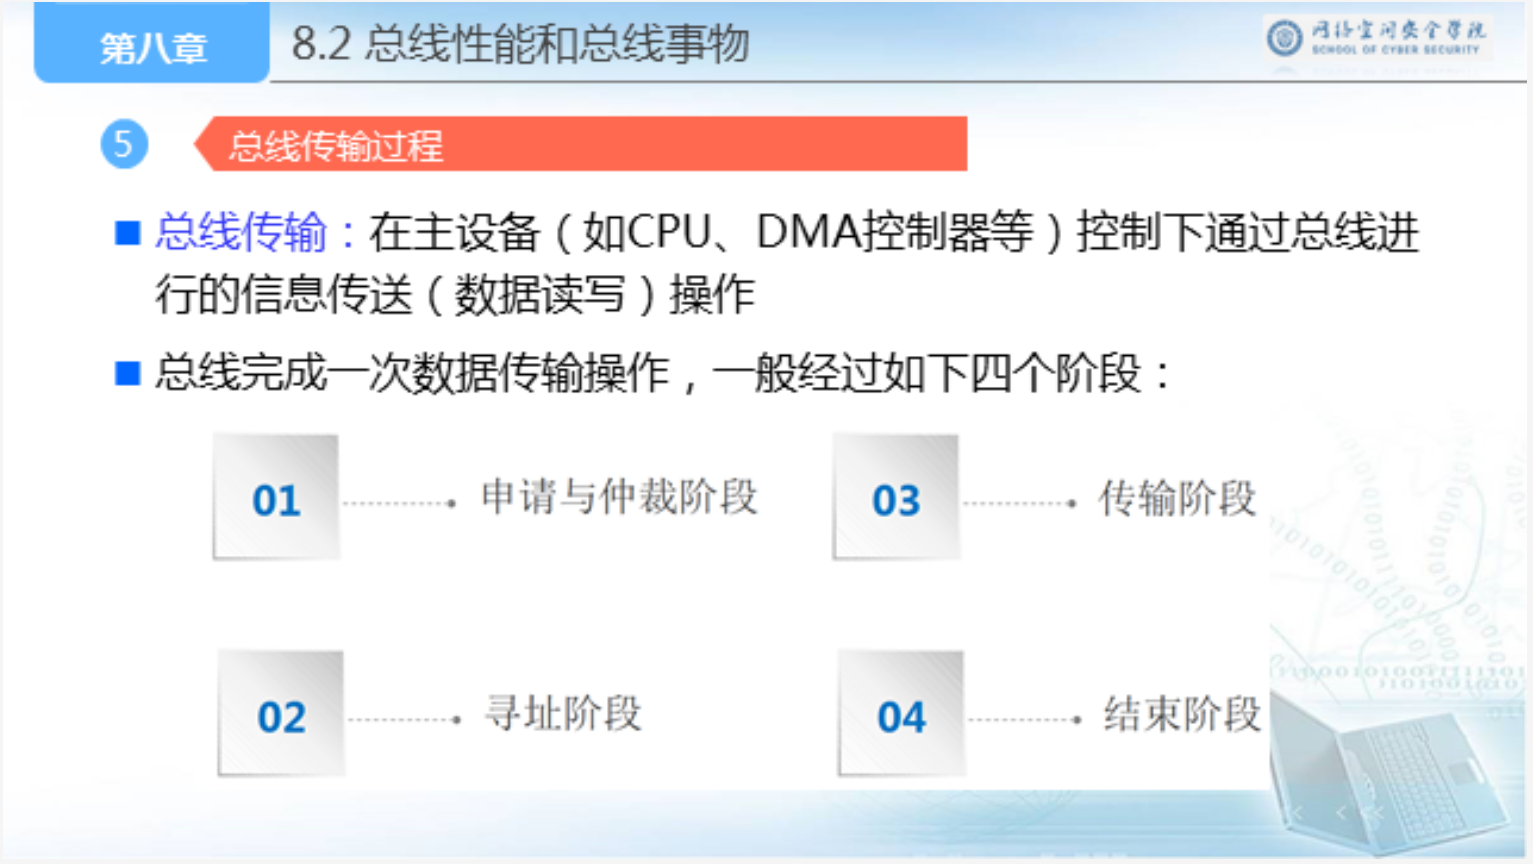 第八章
8.2 总线性能和总线事物
网络空间安全学院
SCHOOL OF CYBER SECURITY
5
总线传输过程
总线传输：在主设备（如CPU、DMA控制器等）控制下通过总线进
行的信息传送（数据读写）操作
总线完成一次数据传输操作，一般经过如下四个阶段：
01
申请与仲裁阶段
03
传输阶段
02
寻址阶段
04
结束阶段